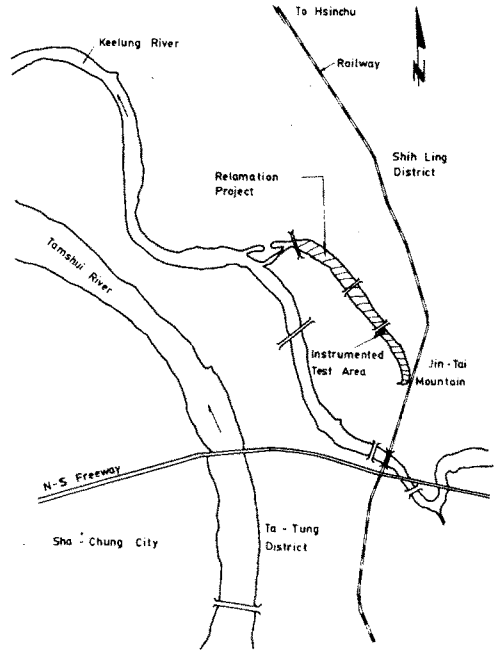 To Hsinchu
Keelung River
Railway
N
Shih Ling
District
Relamation
Project
Tamshui River
Instrumented
Test Area
Jin-Tai
Mountain
N-S Freeway
Sha-Chung City
Ta-Tung
District